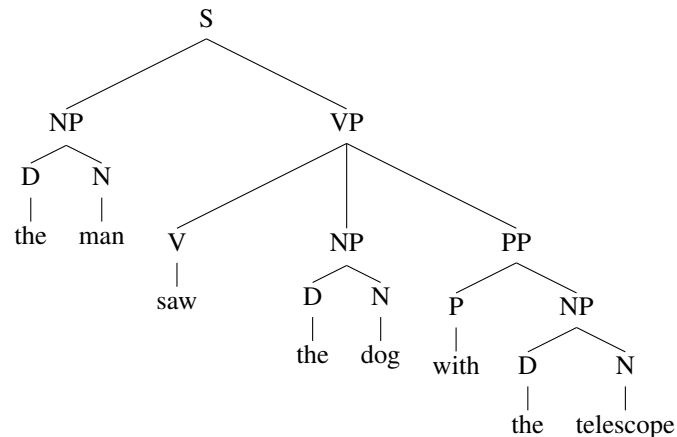 S
NP VP
D N
the man V NP PP
saw D N P NP
the dog with D N
the telescope